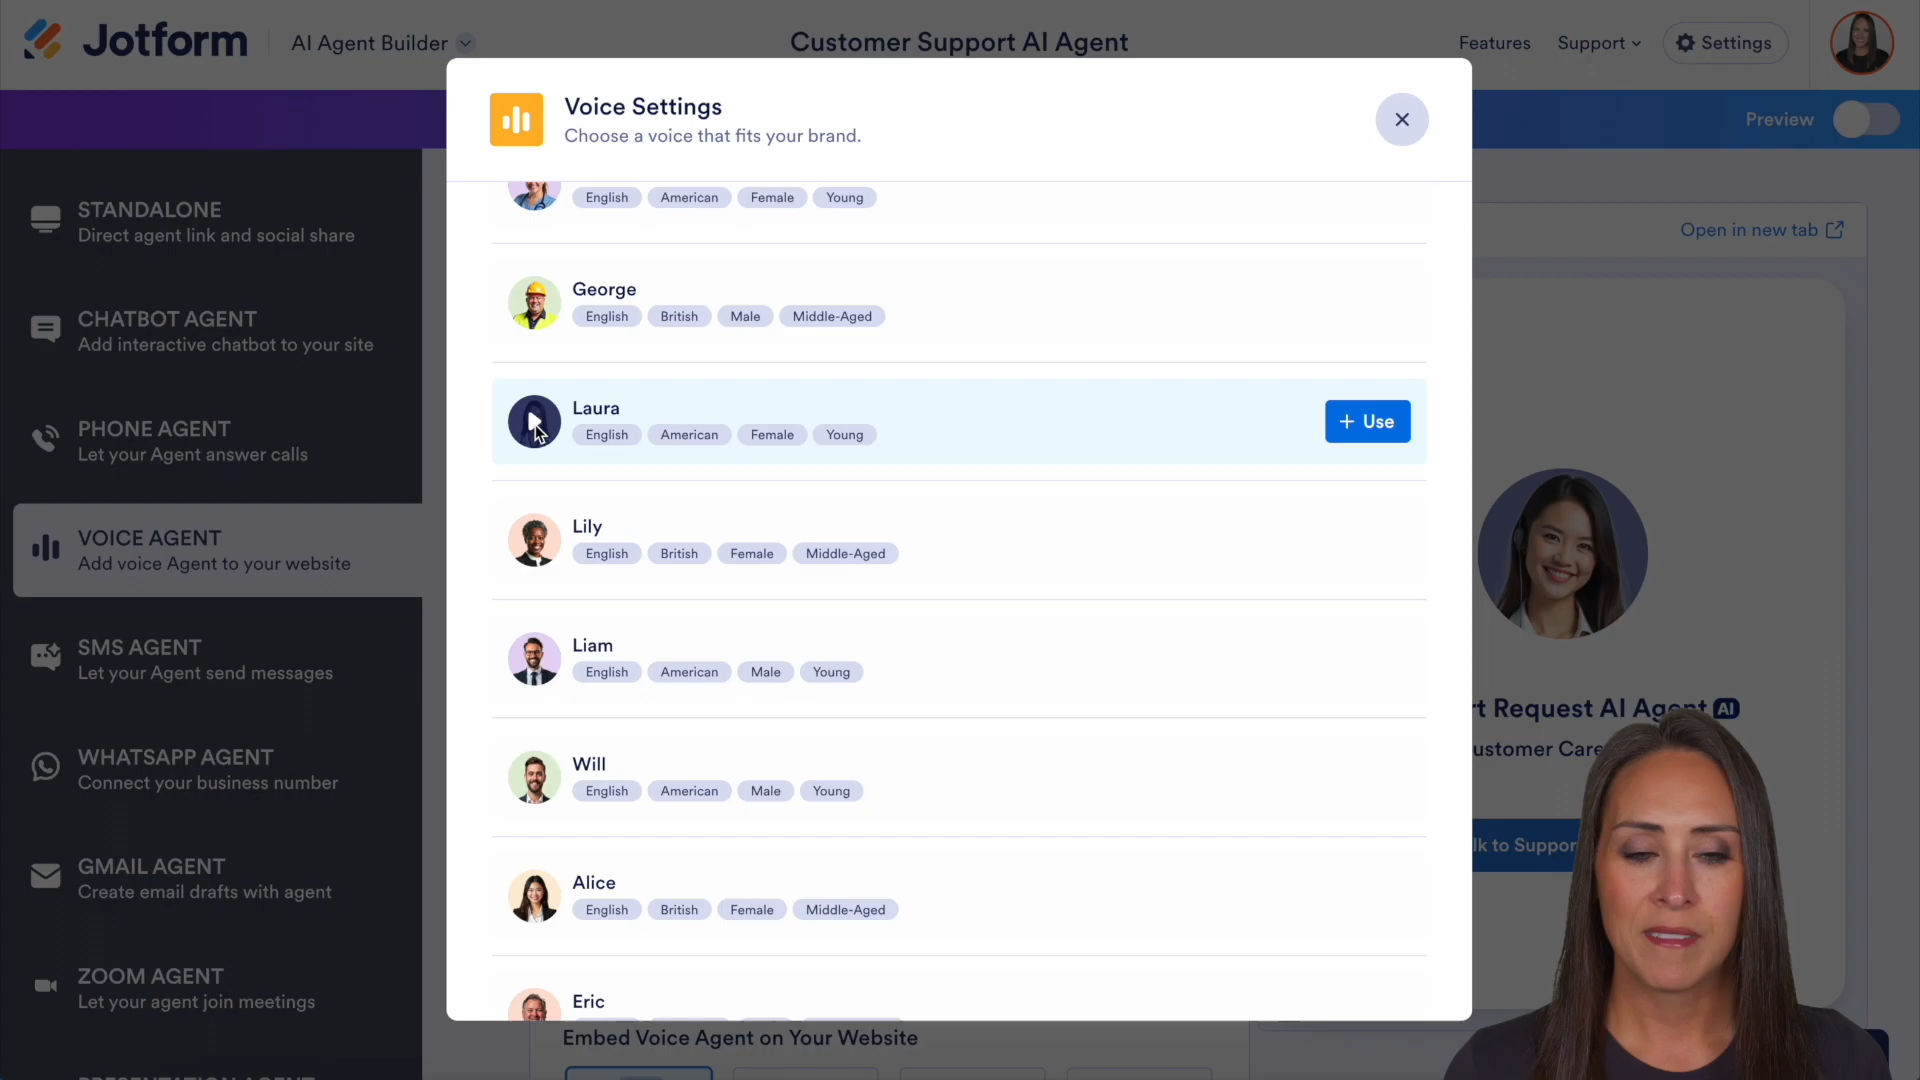 Jotform
AI Agent Builder
Customer Support AI Agent
Features
Support
Settings
Preview
STANDALONE
Direct agent link and social share
CHATBOT AGENT
Add interactive chatbot to your site
PHONE AGENT
Let your Agent answer calls
VOICE AGENT
Add voice Agent to your website
SMS AGENT
Let your Agent send messages
WHATSAPP AGENT
Connect your business number
GMAIL AGENT
Create email drafts with agent
ZOOM AGENT
Let your agent join meetings
Voice Settings
Choose a voice that fits your brand.
English American Female Young
George
English British Male Middle-Aged
Laura
English American Female Young
+ Use
Lily
English British Female Middle-Aged
Liam
English American Male Young
Will
English American Male Young
Alice
English British Female Middle-Aged
Eric
Embed Voice Agent on Your Website
Open in new tab
Request AI Agent AI